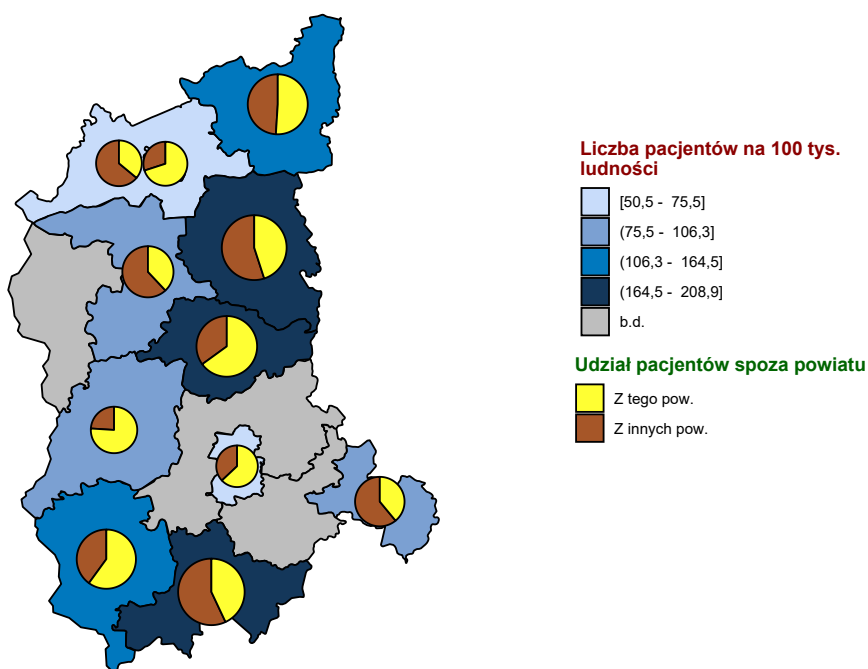 Liczba pacjentów na 100 tys.
ludności
[50,5 - 75,5]
(75,5 - 106,3]
(106,3 - 164,5]
(164,5 - 208,9]
b.d.
Udział pacjentów spoza powiatu
Z tego pow.
Z innych pow.